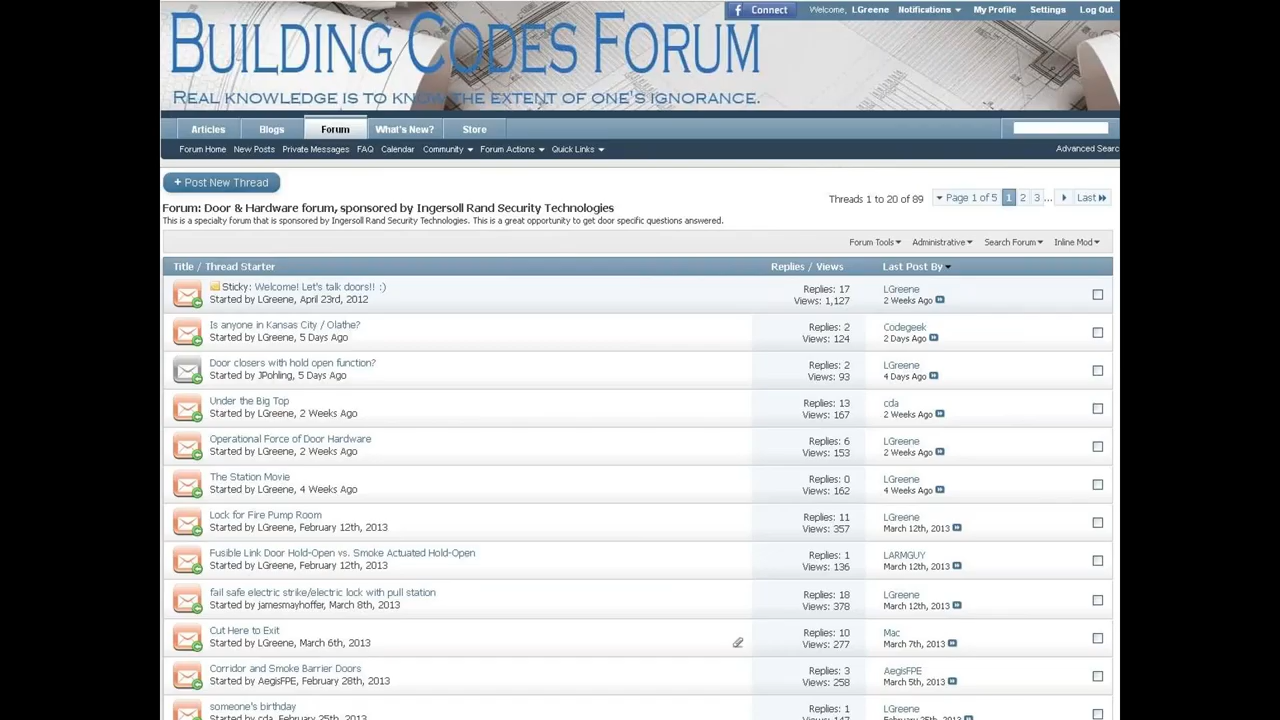 Connect Welcome, LGreene Notifications My Profile Settings Log Out
BUILDING CODES FORUM
REAL KNOWLEDGE IS TO KNOW THE EXTENT OF ONE'S IGNORANCE.
Articles Blogs Forum What's New? Store
Forum Home New Posts Private Messages FAQ Calendar Community Forum Actions Quick Links Advanced Searc
+ Post New Thread
Threads 1 to 20 of 89 Page 1 of 5 1 2 3 ... Last
Forum: Door & Hardware forum, sponsored by Ingersoll Rand Security Technologies
This is a specialty forum that is sponsored by Ingersoll Rand Security Technologies. This is a great opportunity to get door specific questions answered.
Forum Tools Administrative Search Forum Inline Mod
Title / Thread Starter Replies / Views Last Post By
Sticky: Welcome! Let's talk doors!! :) Replies: 17 LGreene
Started by LGreene, April 23rd, 2012 Views: 1,127 2 Weeks Ago
Is anyone in Kansas City / Olathe? Replies: 2 Codegeek
Started by LGreene, 5 Days Ago Views: 124 2 Days Ago
Door closers with hold open function? Replies: 2 LGreene
Started by JPohling, 5 Days Ago Views: 93 4 Days Ago
Under the Big Top Replies: 13 cda
Started by LGreene, 2 Weeks Ago Views: 167 2 Weeks Ago
Operational Force of Door Hardware Replies: 6 LGreene
Started by LGreene, 2 Weeks Ago Views: 153 2 Weeks Ago
The Station Movie Replies: 0 LGreene
Started by LGreene, 4 Weeks Ago Views: 162 4 Weeks Ago
Lock for Fire Pump Room Replies: 11 LGreene
Started by LGreene, February 12th, 2013 Views: 357 March 12th, 2013
Fusible Link Door Hold-Open vs. Smoke Actuated Hold-Open Replies: 1 LARMGUY
Started by LGreene, February 12th, 2013 Views: 136 March 12th, 2013
fail safe electric strike/electric lock with pull station Replies: 18 LGreene
Started by jamesmayhoffer, March 8th, 2013 Views: 378 March 12th, 2013
Cut Here to Exit Replies: 10 Mac
Started by LGreene, March 6th, 2013 Views: 277 March 7th, 2013
Corridor and Smoke Barrier Doors Replies: 3 AegisFPE
Started by AegisFPE, February 28th, 2013 Views: 258 March 5th, 2013
someone's birthday Replies: 1 LGreene
Started by cda, February 25th, 2013 Views: 147 February 25th, 2013